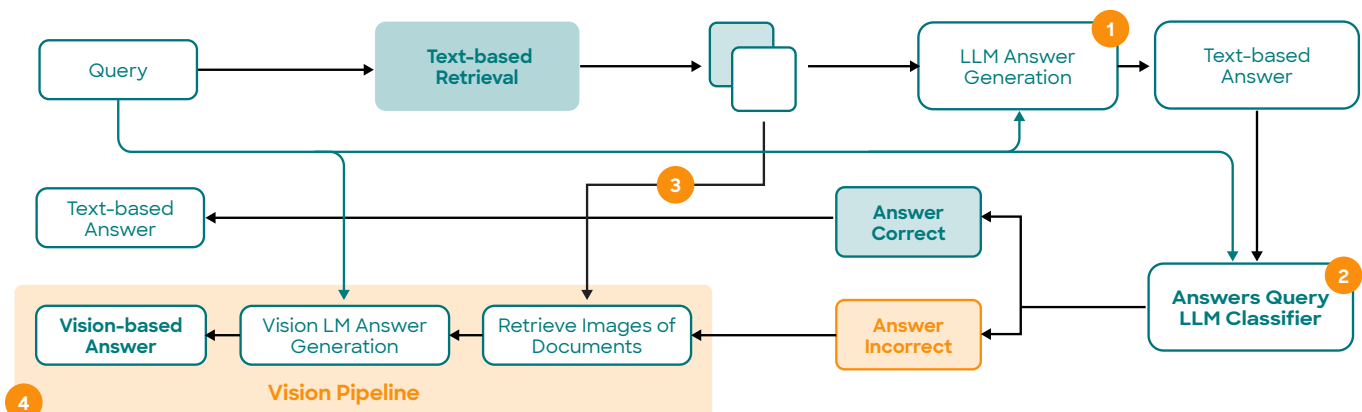 Query
Text-based
Retrieval
1
LLM Answer
Generation
Text-based
Answer
3
Text-based
Answer
Answer
Correct
2
Answers Query
LLM Classifier
Vision-based
Answer
Vision LM Answer
Generation
Retrieve Images of
Documents
Answer
Incorrect
Vision Pipeline
4